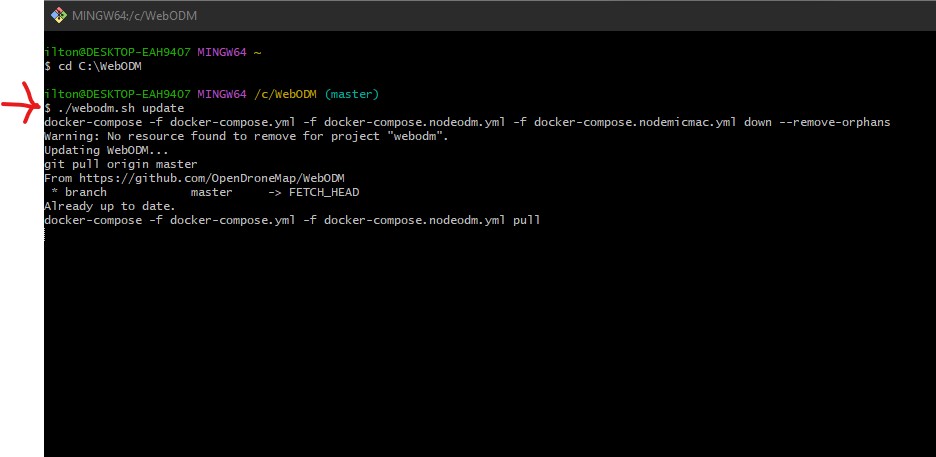 MINGW64:/c/WebODM
ilton@DESKTOP-EAH9407 MINGW64 ~
$ cd C:\WebODM
ilton@DESKTOP-EAH9407 MINGW64 /c/WebODM (master)
$ ./webodm.sh update
docker-compose -f docker-compose.yml -f docker-compose.nodeodm.yml -f docker-compose.nodemicmac.yml down --remove-orphans
Warning: No resource found to remove for project "webodm".
Updating WebODM...
git pull origin master
From https://github.com/OpenDroneMap/WebODM
 * branch            master     -> FETCH_HEAD
Already up to date.
docker-compose -f docker-compose.yml -f docker-compose.nodeodm.yml pull